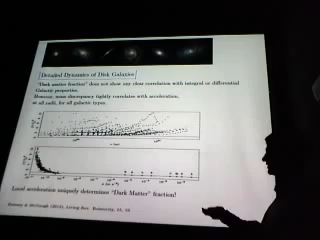 Detailed Dynamics of Disk Galaxies
"Dark matter fraction" does not show any clear correlation with integral or differential
Galactic properties.
However, mass discrepancy tightly correlates with acceleration,
at all radii, for all galactic types.
Local acceleration uniquely determines "Dark Matter" fraction!
Famaey & McGaugh (2012), Living Rev. Relativity, 15, 10